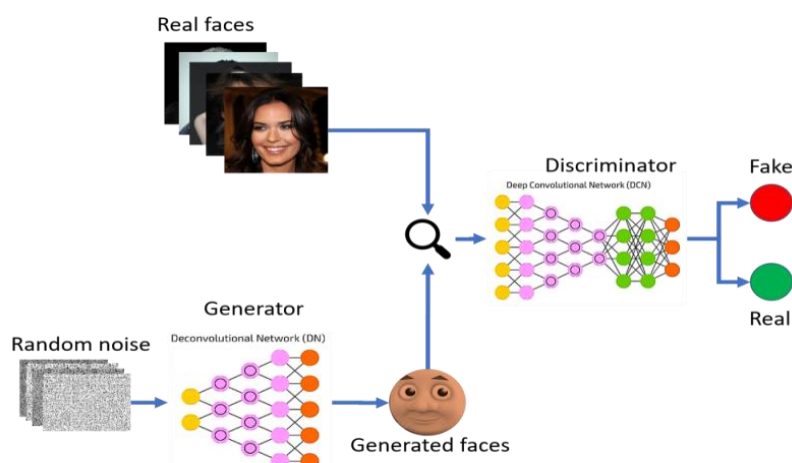 Real faces
Discriminator
Deep Convolutional Network (DCN)
Fake
Real
Generator
Deconvolutional Network (DN)
Random noise
Generated faces